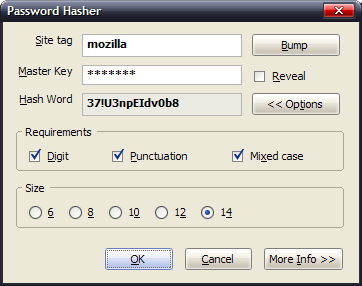 Password Hasher
Site tag mozilla Bump
Master Key ******* Reveal
Hash Word 37!U3npEIdv0b8 << Options
Requirements
Digit Punctuation Mixed case
Size
6 8 10 12 14
OK Cancel More Info >>